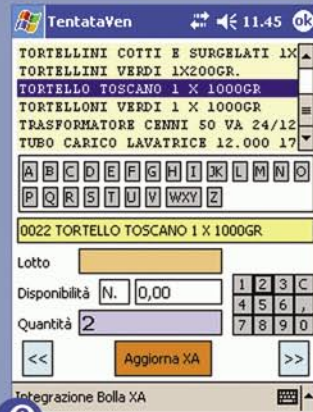 TentataVen 11.45 ok
TORTELLINI COTTI E SURGELATI 1X
TORTELLINI VERDI 1X200GR.
TORTELLO TOSCANO 1 X 1000GR
TORTELLONI VERDI 1 X 1000GR
TRASFORMATORE CENNI 50 VA 24/12
TUBO CARICO LAVATRICE 12.000 17
A B C D E F G H I JK L M N O
P Q R S T U V WXY Z
0022 TORTELLO TOSCANO 1 X 1000GR
Lotto
1 2 3 C
Disponibilità N. 0,00
4 5 6 ,
Quantità 2
7 8 9 0
<< Aggiorna XA >>
Integrazione Bolla XA